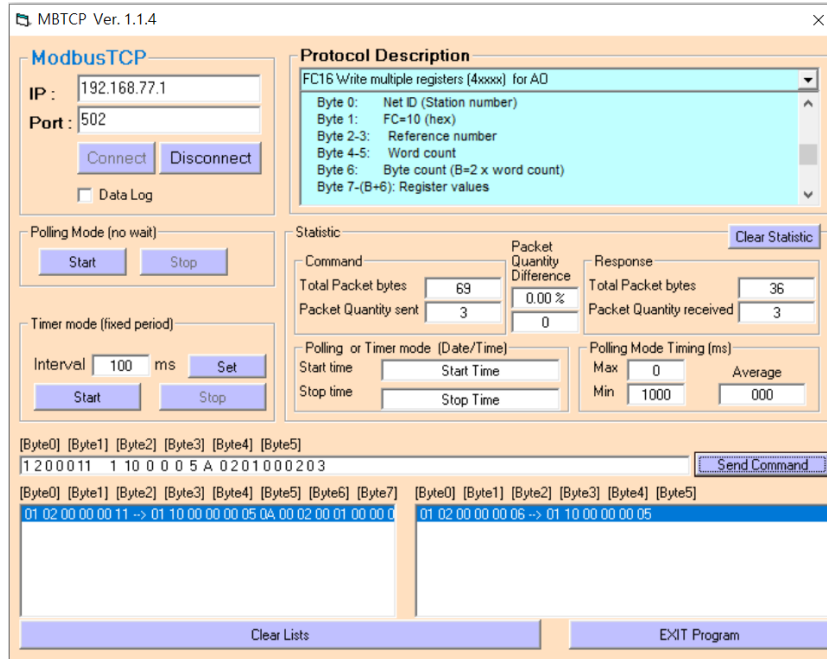 MBTCP Ver. 1.1.4
ModbusTCP
IP : 192.168.77.1
Port : 502
Connect Disconnect
Data Log
Protocol Description
FC16 Write multiple registers (4xxxx) for AO
Byte 0: Net ID (Station number)
Byte 1: FC=10 (hex)
Byte 2-3: Reference number
Byte 4-5: Word count
Byte 6: Byte count (B=2 x word count)
Byte 7-(B+6): Register values
Polling Mode (no wait)
Start Stop
Timer mode (fixed period)
Interval 100 ms Set
Start Stop
Statistic
Clear Statistic
Command
Total Packet bytes 69
Packet Quantity sent 3
Packet
Quantity
Difference
0.00 %
0
Response
Total Packet bytes 36
Packet Quantity received 3
Polling or Timer mode (Date/Time)
Start time Start Time
Stop time Stop Time
Polling Mode Timing (ms)
Max 0
Min 1000
Average
000
[Byte0] [Byte1] [Byte2] [Byte3] [Byte4] [Byte5]
1 2 0 0 0 11 1 10 0 0 0 5 A 0 2 0 1 0 0 0 2 0 3
Send Command
[Byte0] [Byte1] [Byte2] [Byte3] [Byte4] [Byte5] [Byte6] [Byte7]
01 02 00 00 00 11 --> 01 10 00 00 00 05 0A 00 02 00 01 00 00 0
[Byte0] [Byte1] [Byte2] [Byte3] [Byte4] [Byte5]
01 02 00 00 00 06 --> 01 10 00 00 00 05
Clear Lists
EXIT Program